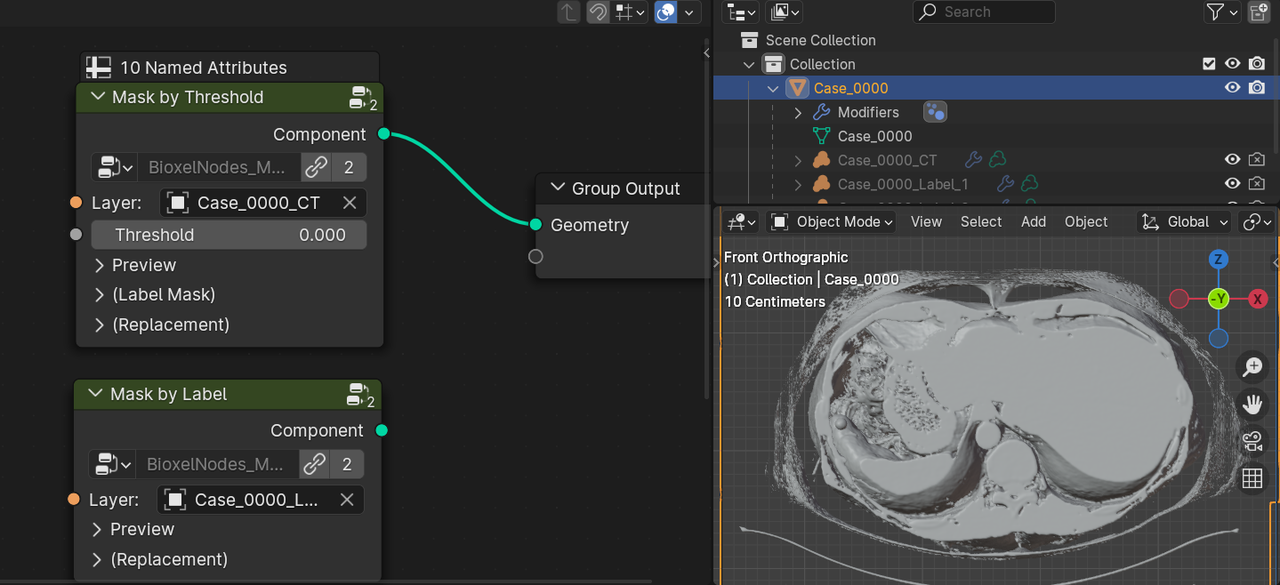 10 Named Attributes
Mask by Threshold
2
Component
BioxelNodes_M...
2
Layer:
Case_0000_CT
Threshold
0.000
Preview
(Label Mask)
(Replacement)
Mask by Label
2
Component
BioxelNodes_M...
2
Layer:
Case_0000_L...
Preview
(Replacement)
Group Output
Geometry
Search
Scene Collection
Collection
Case_0000
Modifiers
Case_0000
Case_0000_CT
Case_0000_Label_1
Object Mode
View
Select
Add
Object
Global
Front Orthographic
(1) Collection | Case_0000
10 Centimeters
Z
-Y
X